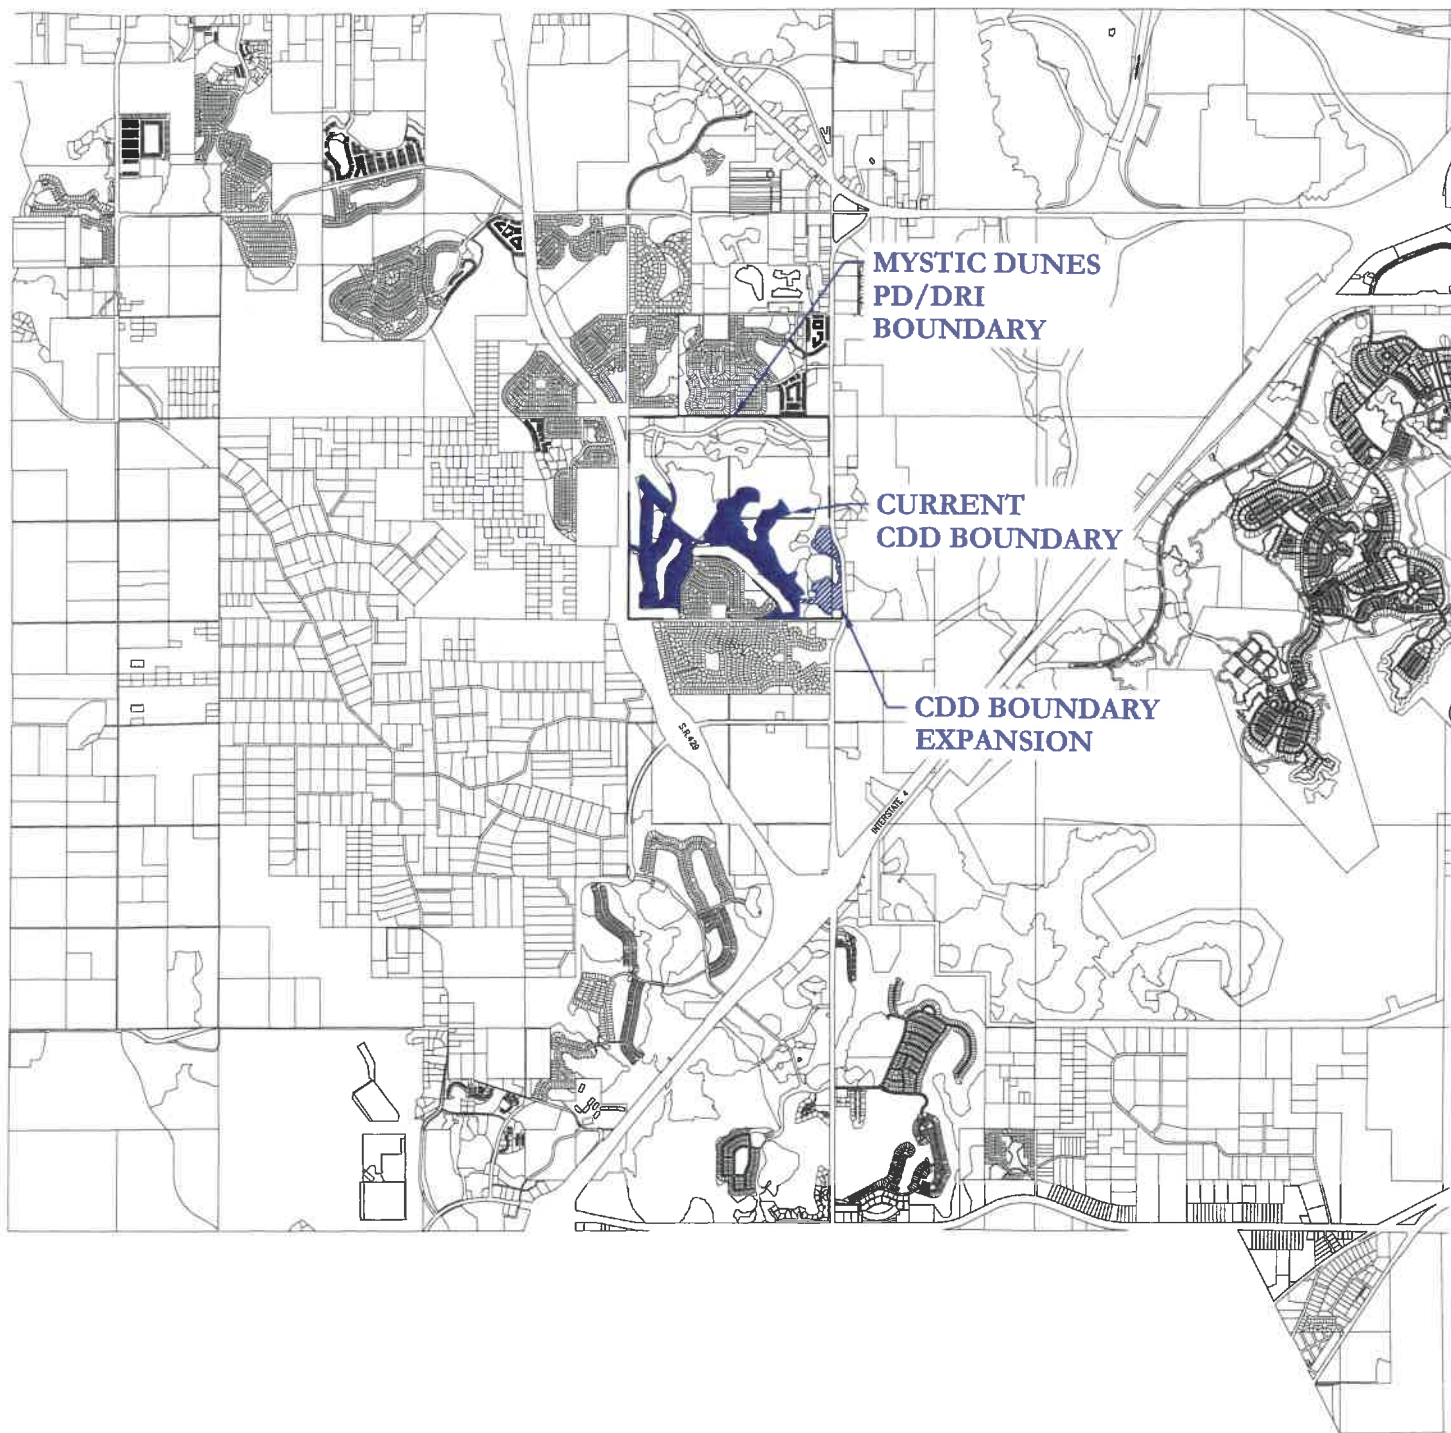 MYSTIC DUNES
PD/DRI
BOUNDARY
CURRENT
CDD BOUNDARY
CDD BOUNDARY
EXPANSION
S.R. 429
INTERSTATE 4